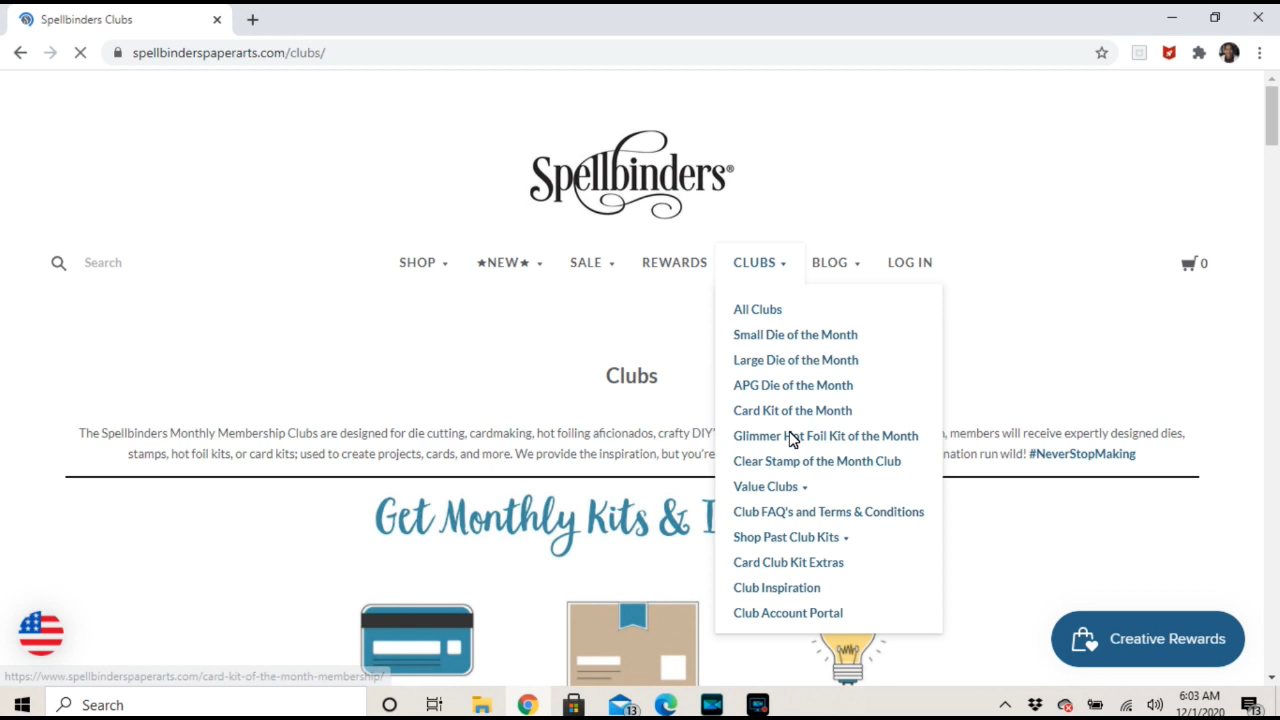 Spellbinders Clubs
spellbinderspaperarts.com/clubs/
Spellbinders®
Search
SHOP
★NEW★
SALE
REWARDS
CLUBS
BLOG
LOG IN
0
All Clubs
Small Die of the Month
Large Die of the Month
APG Die of the Month
Card Kit of the Month
Glimmer Hot Foil Kit of the Month
Clear Stamp of the Month Club
Value Clubs
Club FAQ's and Terms & Conditions
Shop Past Club Kits
Card Club Kit Extras
Club Inspiration
Club Account Portal
Clubs
The Spellbinders Monthly Membership Clubs are designed for die cutting, cardmaking, hot foiling aficionados, crafty DIY' , members will receive expertly designed dies,
stamps, hot foil kits, or card kits; used to create projects, cards, and more. We provide the inspiration, but you're nation run wild! #NeverStopMaking
Get Monthly Kits &
Creative Rewards
https://www.spellbinderspaperarts.com/card-kit-of-the-month-membership/
Search
13
6:03 AM
12/1/2020
13